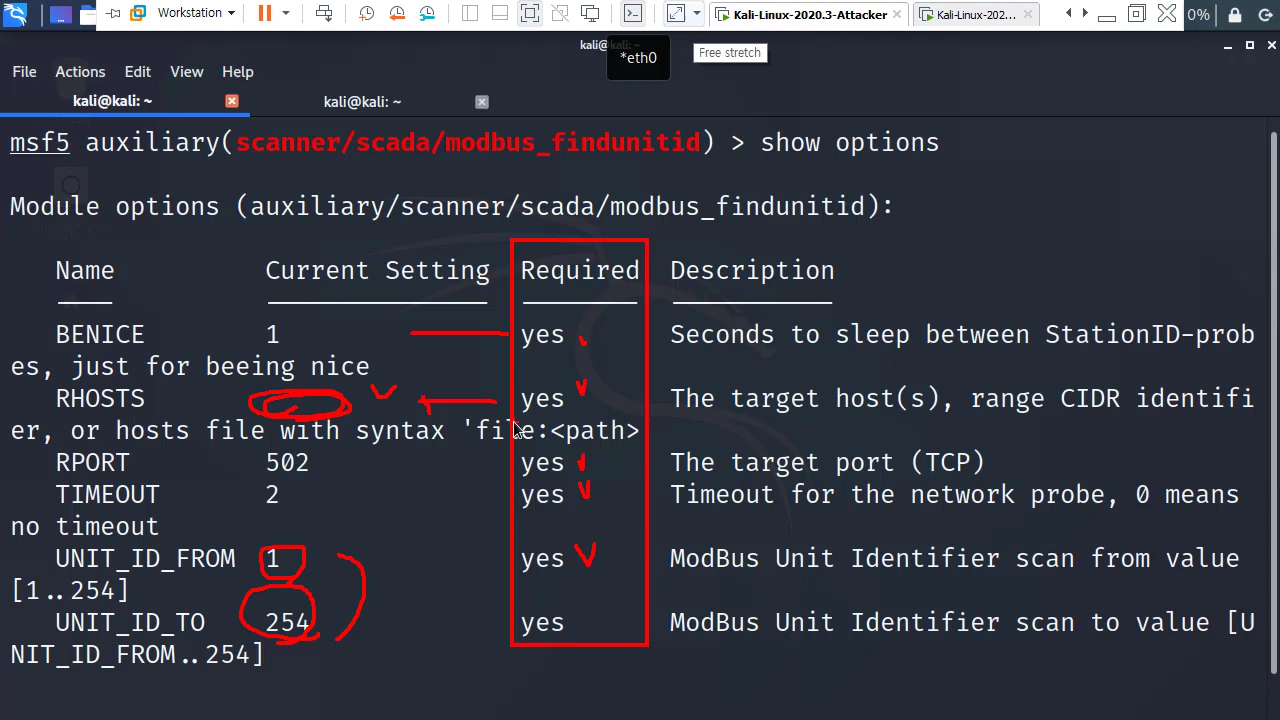 Workstation
Kali-Linux-2020.3-Attacker
Kali-Linux-202...
0%
kali@kali: ~
*eth0
Free stretch
File Actions Edit View Help
kali@kali: ~
kali@kali: ~
msf5 auxiliary(scanner/scada/modbus_findunitid) > show options
Module options (auxiliary/scanner/scada/modbus_findunitid):
Name Current Setting Required Description
BENICE 1 yes Seconds to sleep between StationID-prob
es, just for beeing nice
RHOSTS yes The target host(s), range CIDR identifi
er, or hosts file with syntax 'file:<path>
RPORT 502 yes The target port (TCP)
TIMEOUT 2 yes Timeout for the network probe, 0 means
no timeout
UNIT_ID_FROM 1 yes ModBus Unit Identifier scan from value
[1..254]
UNIT_ID_TO 254 yes ModBus Unit Identifier scan to value [U
NIT_ID_FROM..254]